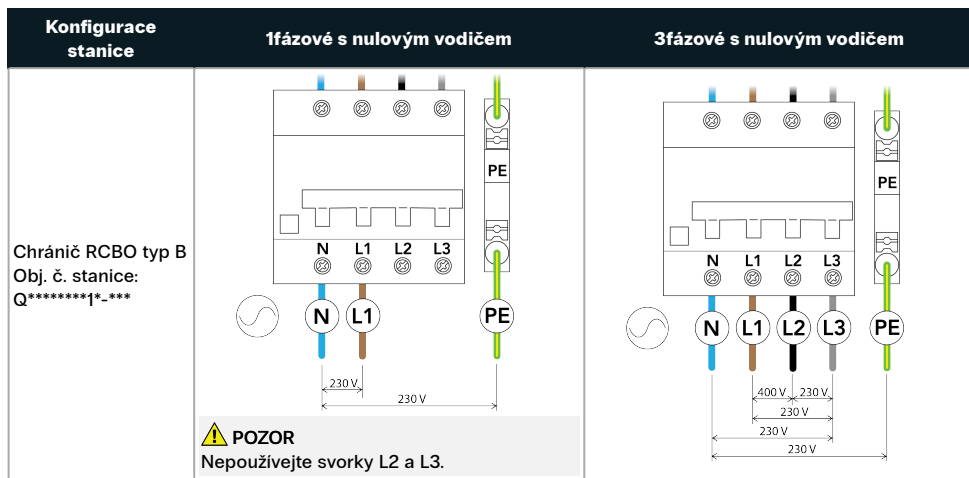 Konfigurace
stanice
1fázové s nulovým vodičem
3fázové s nulovým vodičem
Chránič RCBO typ B
Obj. č. stanice:
Q********1*-***
PE
N L1 L2 L3
N L1 PE
230 V
230 V
POZOR
Nepoužívejte svorky L2 a L3.
PE
N L1 L2 L3
N L1 L2 L3 PE
400 V 230 V
230 V
230 V
230 V